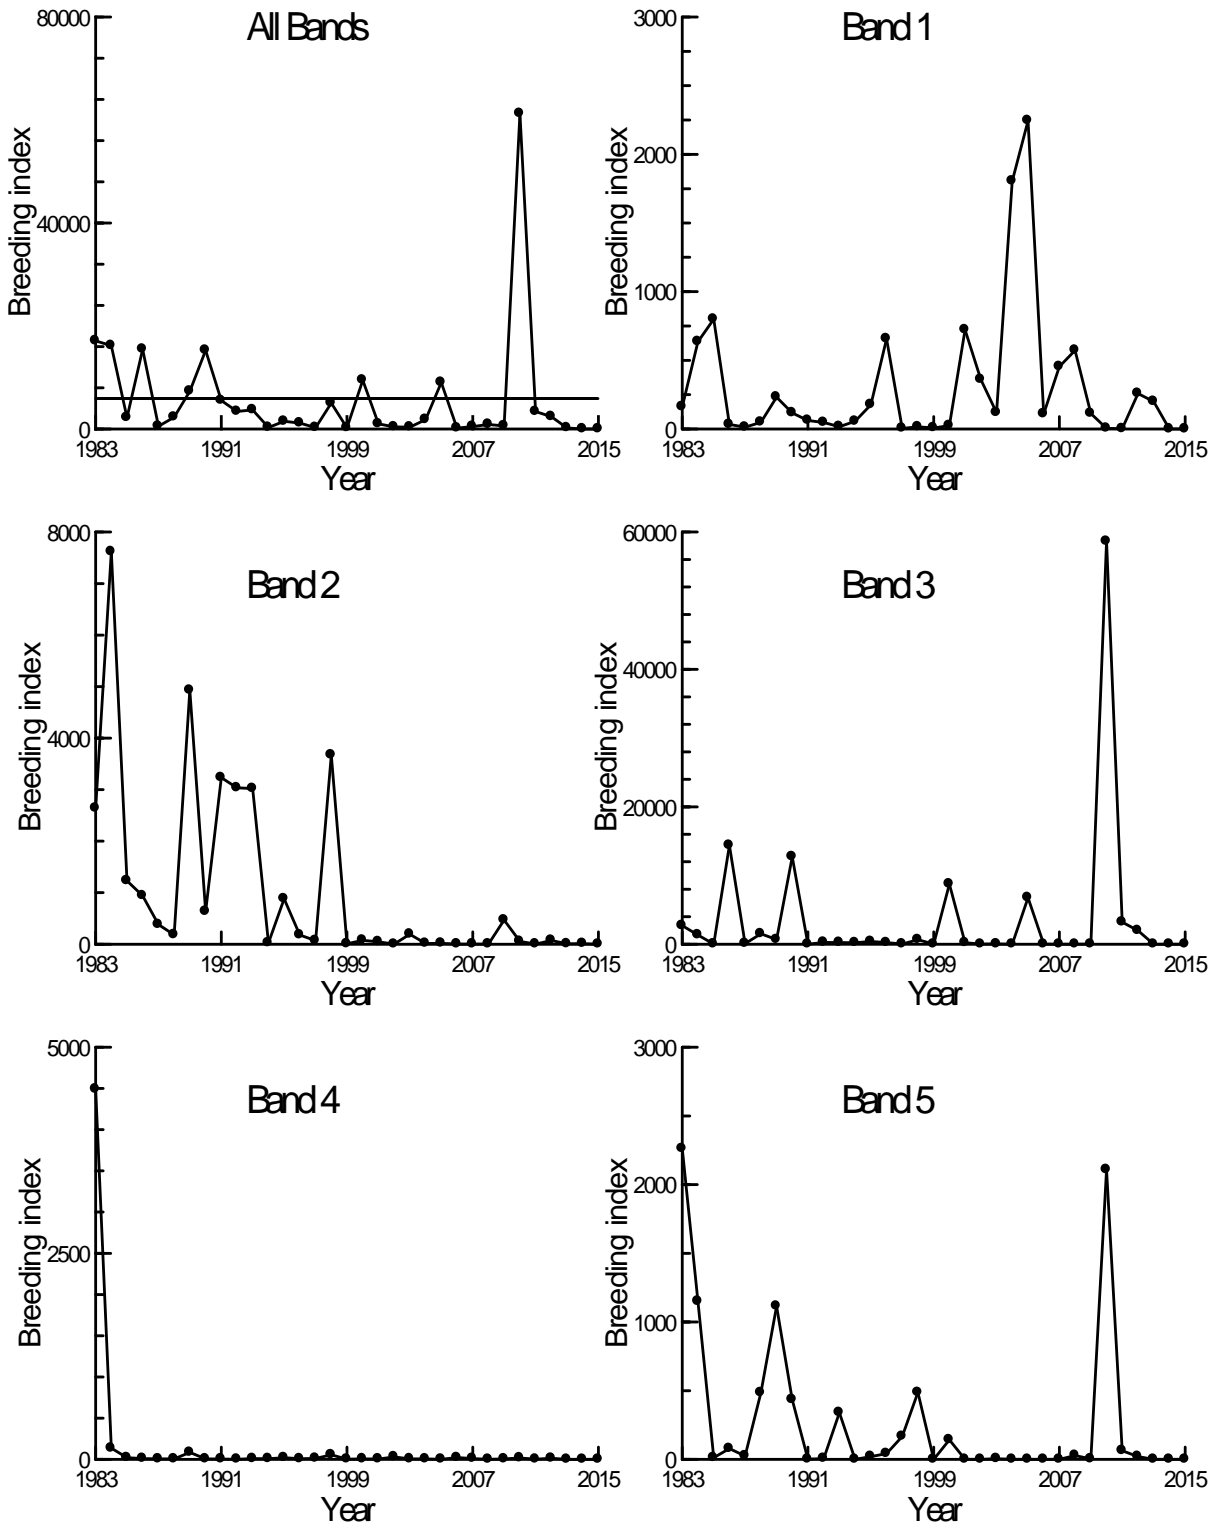 All Bands
Breeding index
80000
40000
0
1983 1991 1999 2007 2015
Year
Band 1
Breeding index
3000
2000
1000
0
1983 1991 1999 2007 2015
Year
Band 2
Breeding index
8000
4000
0
1983 1991 1999 2007 2015
Year
Band 3
Breeding index
60000
40000
20000
0
1983 1991 1999 2007 2015
Year
Band 4
Breeding index
5000
2500
0
1983 1991 1999 2007 2015
Year
Band 5
Breeding index
3000
2000
1000
0
1983 1991 1999 2007 2015
Year